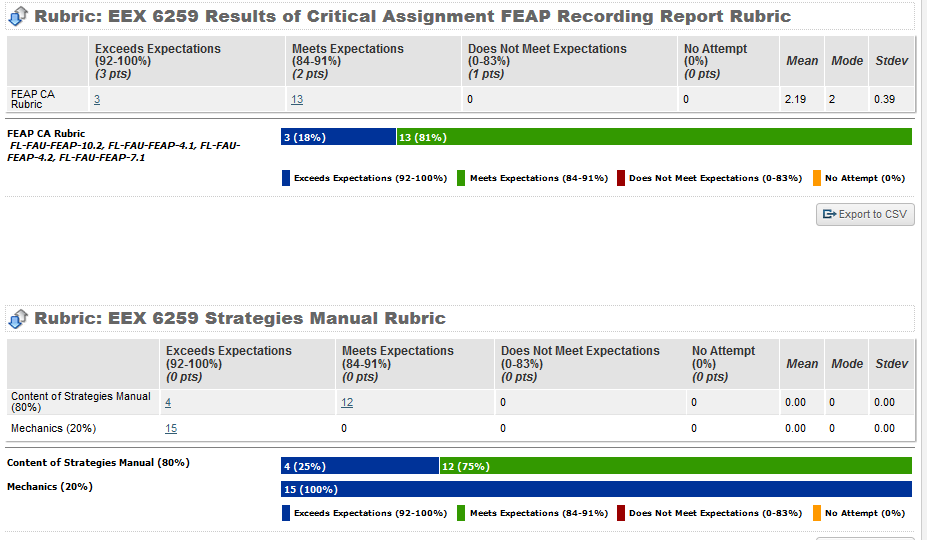 Rubric: EEX 6259 Results of Critical Assignment FEAP Recording Report Rubric
Exceeds Expectations Meets Expectations Does Not Meet Expectations No Attempt
(92-100%) (84-91%) (0-83%) (0%) Mean Mode Stdev
(3 pts) (2 pts) (1 pts) (0 pts)
FEAP CA
Rubric 3 13 0 0 2.19 2 0.39
FEAP CA Rubric 3 (18%) 13 (81%)
FL-FAU-FEAP-10.2, FL-FAU-FEAP-4.1, FL-FAU-
FEAP-4.2, FL-FAU-FEAP-7.1
Exceeds Expectations (92-100%) Meets Expectations (84-91%) Does Not Meet Expectations (0-83%) No Attempt (0%)
Export to CSV
Rubric: EEX 6259 Strategies Manual Rubric
Exceeds Expectations Meets Expectations Does Not Meet Expectations No Attempt
(92-100%) (84-91%) (0-83%) (0%) Mean Mode Stdev
(0 pts) (0 pts) (0 pts) (0 pts)
Content of Strategies Manual
(80%) 4 12 0 0 0.00 0 0.00
Mechanics (20%) 15 0 0 0 0.00 0 0.00
Content of Strategies Manual (80%) 4 (25%) 12 (75%)
Mechanics (20%) 15 (100%)
Exceeds Expectations (92-100%) Meets Expectations (84-91%) Does Not Meet Expectations (0-83%) No Attempt (0%)